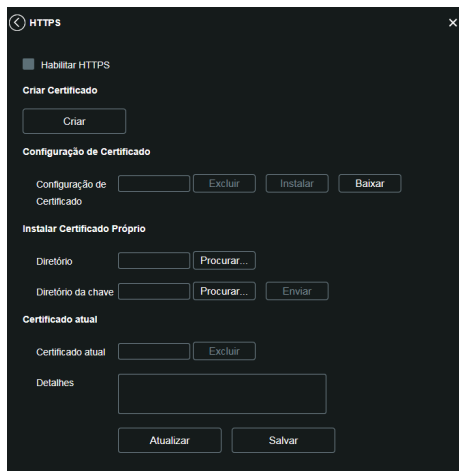 HTTPS
Habilitar HTTPS
Criar Certificado
Criar
Configuração de Certificado
Configuração de Certificado
Excluir
Instalar
Baixar
Instalar Certificado Próprio
Diretório
Procurar...
Diretório da chave
Procurar...
Enviar
Certificado atual
Certificado atual
Excluir
Detalhes
Atualizar
Salvar